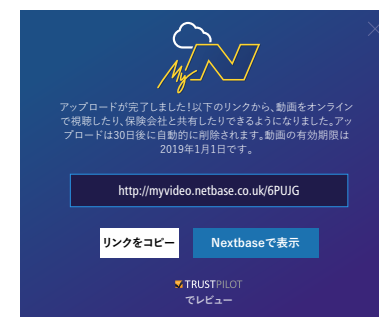 MyN
アップロードが完了しました！以下のリンクから、動画をオンライン
で視聴したり、保険会社と共有したりできるようになりました。アッ
プロードは30日後に自動的に削除されます。動画の有効期限は
2019年1月1日です。
http://myvideo.netbase.co.uk/6PUJG
リンクをコピー Nextbaseで表示
TRUSTPILOT
でレビュー